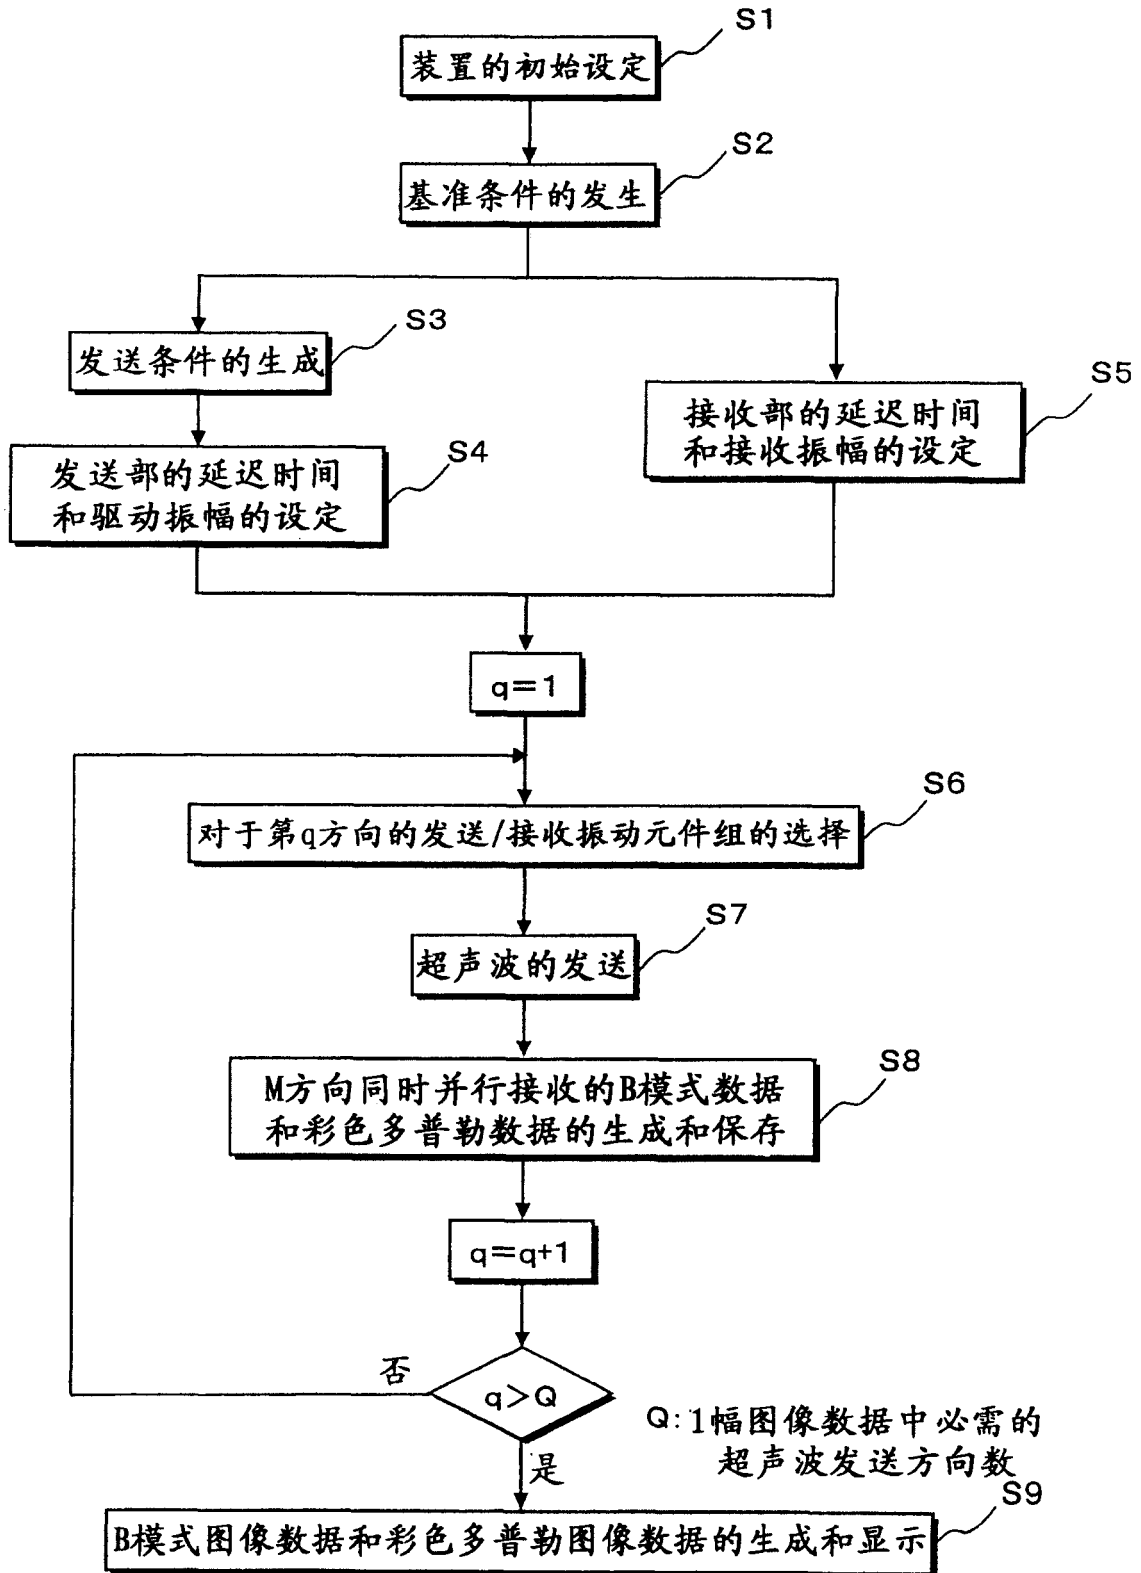 S1
装置的初始设定
S2
基准条件的发生
S3
发送条件的生成
S4
发送部的延迟时间
和驱动振幅的设定
S5
接收部的延迟时间
和接收振幅的设定
q=1
S6
对于第q方向的发送/接收振动元件组的选择
S7
超声波的发送
S8
M方向同时并行接收的B模式数据
和彩色多普勒数据的生成和保存
q=q+1
否
q>Q
Q:1幅图像数据中必需的
超声波发送方向数
是
S9
B模式图像数据和彩色多普勒图像数据的生成和显示